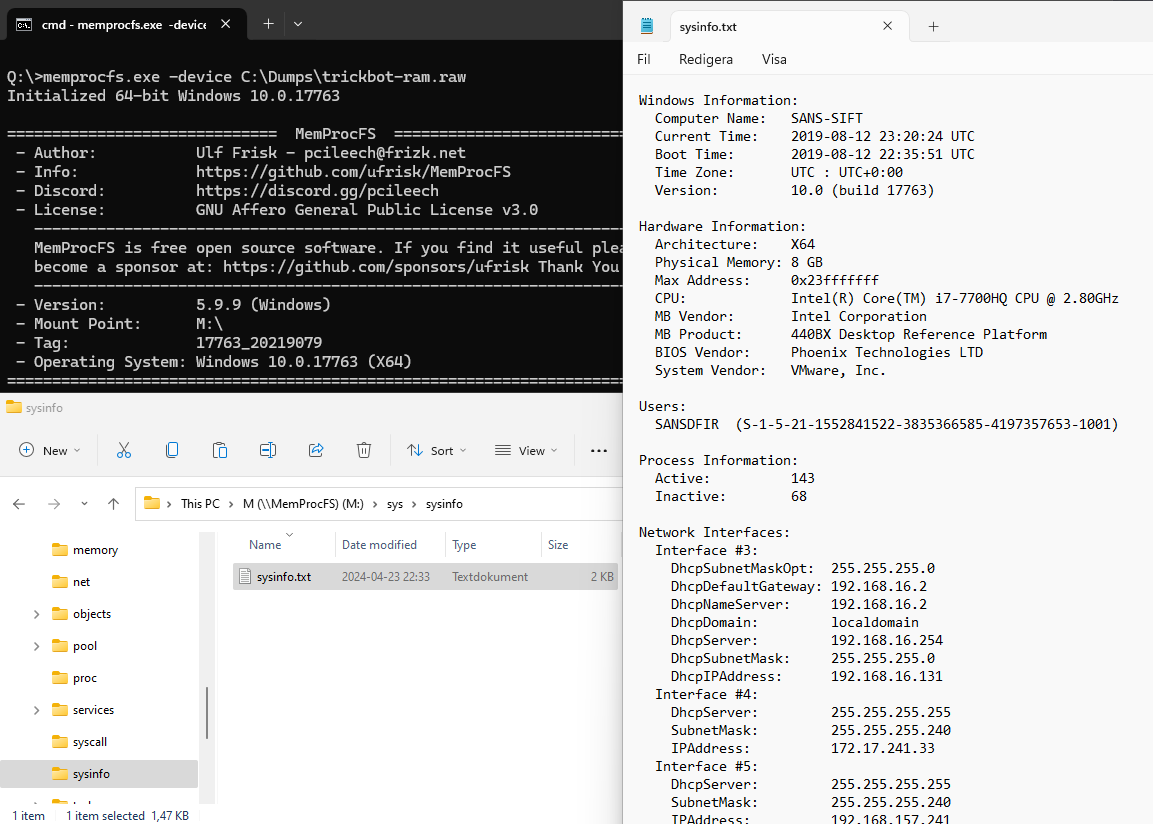 cmd - memprocfs.exe -device
Q:\>memprocfs.exe -device C:\Dumps\trickbot-ram.raw
Initialized 64-bit Windows 10.0.17763
============================== MemProcFS ==========================
- Author: Ulf Frisk - pcileech@frizk.net
- Info: https://github.com/ufrisk/MemProcFS
- Discord: https://discord.gg/pcileech
- License: GNU Affero General Public License v3.0
-----------------------------------------------------------------
MemProcFS is free open source software. If you find it useful plea
become a sponsor at: https://github.com/sponsors/ufrisk Thank You
-----------------------------------------------------------------
- Version: 5.9.9 (Windows)
- Mount Point: M:\
- Tag: 17763_20219079
- Operating System: Windows 10.0.17763 (X64)
====================================================================
sysinfo
New
Sort
View
This PC > M (\\MemProcFS) (M:) > sys > sysinfo
memory
net
objects
pool
proc
services
syscall
sysinfo
Name Date modified Type Size
sysinfo.txt 2024-04-23 22:33 Textdokument 2 KB
1 item 1 item selected 1,47 KB
sysinfo.txt
Fil Redigera Visa
Windows Information:
Computer Name: SANS-SIFT
Current Time: 2019-08-12 23:20:24 UTC
Boot Time: 2019-08-12 22:35:51 UTC
Time Zone: UTC : UTC+0:00
Version: 10.0 (build 17763)
Hardware Information:
Architecture: X64
Physical Memory: 8 GB
Max Address: 0x23fffffff
CPU: Intel(R) Core(TM) i7-7700HQ CPU @ 2.80GHz
MB Vendor: Intel Corporation
MB Product: 440BX Desktop Reference Platform
BIOS Vendor: Phoenix Technologies LTD
System Vendor: VMware, Inc.
Users:
SANSDFIR (S-1-5-21-1552841522-3835366585-4197357653-1001)
Process Information:
Active: 143
Inactive: 68
Network Interfaces:
Interface #3:
DhcpSubnetMaskOpt: 255.255.255.0
DhcpDefaultGateway: 192.168.16.2
DhcpNameServer: 192.168.16.2
DhcpDomain: localdomain
DhcpServer: 192.168.16.254
DhcpSubnetMask: 255.255.255.0
DhcpIPAddress: 192.168.16.131
Interface #4:
DhcpServer: 255.255.255.255
SubnetMask: 255.255.255.240
IPAddress: 172.17.241.33
Interface #5:
DhcpServer: 255.255.255.255
SubnetMask: 255.255.255.240
IPAddress: 192.168.157.241